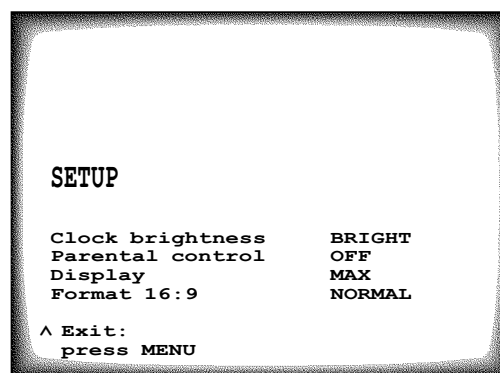 SETUP
Clock brightness BRIGHT
Parental control OFF
Display MAX
Format 16:9 NORMAL
^ Exit:
press MENU